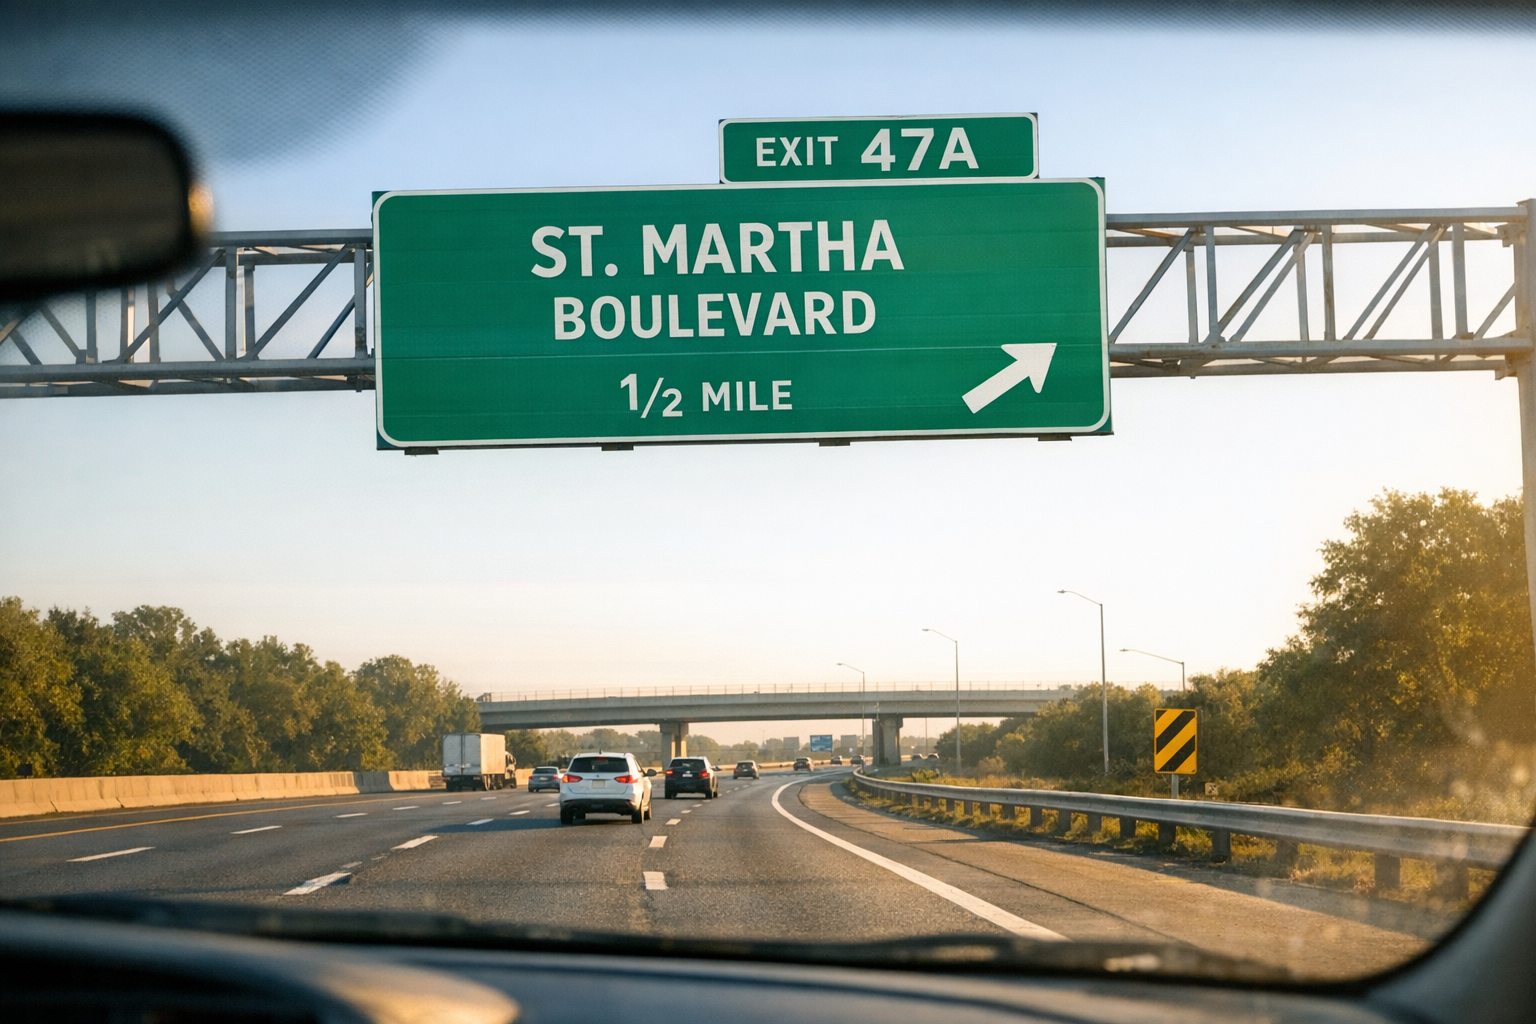 EXIT 47A
ST. MARTHA
BOULEVARD
1/2 MILE